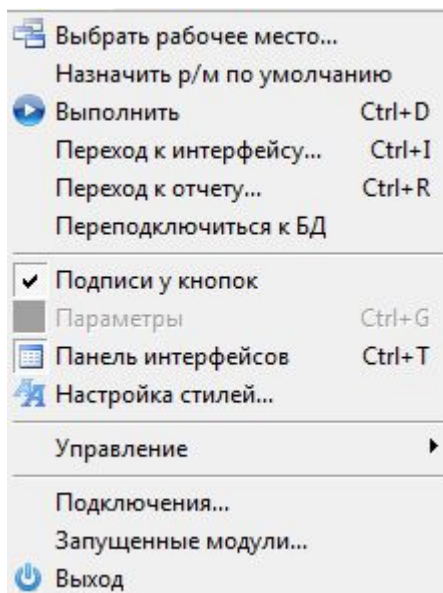 Выбрать рабочее место...
Назначить р/м по умолчанию
Выполнить Ctrl+D
Переход к интерфейсу... Ctrl+I
Переход к отчету... Ctrl+R
Переподключиться к БД
Подписи у кнопок
Параметры Ctrl+G
Панель интерфейсов Ctrl+T
Настройка стилей...
Управление
Подключения...
Запущенные модули...
Выход